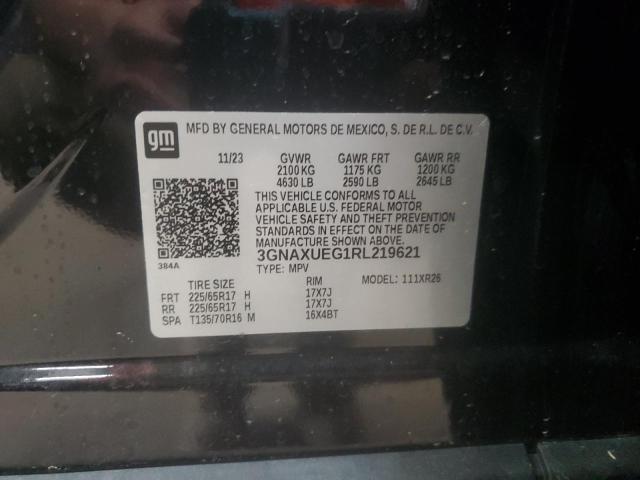 gm MFD BY GENERAL MOTORS DE MEXICO, S. DE R.L. DE C.V.
11/23 GVWR GAWR FRT GAWR RR
2100 KG 1175 KG 1200 KG
4630 LB 2590 LB 2645 LB
THIS VEHICLE CONFORMS TO ALL
APPLICABLE U.S. FEDERAL MOTOR
VEHICLE SAFETY AND THEFT PREVENTION
STANDARDS IN EFFECT ON THE DATE OF
MANUFACTURE SHOWN ABOVE.
3GNAXUEG1RL219621
384A TYPE: MPV MODEL: 111XR26
TIRE SIZE RIM
FRT 225/65R17 H 17X7J
RR 225/65R17 H 17X7J
SPA T135/70R16 M 16X4BT